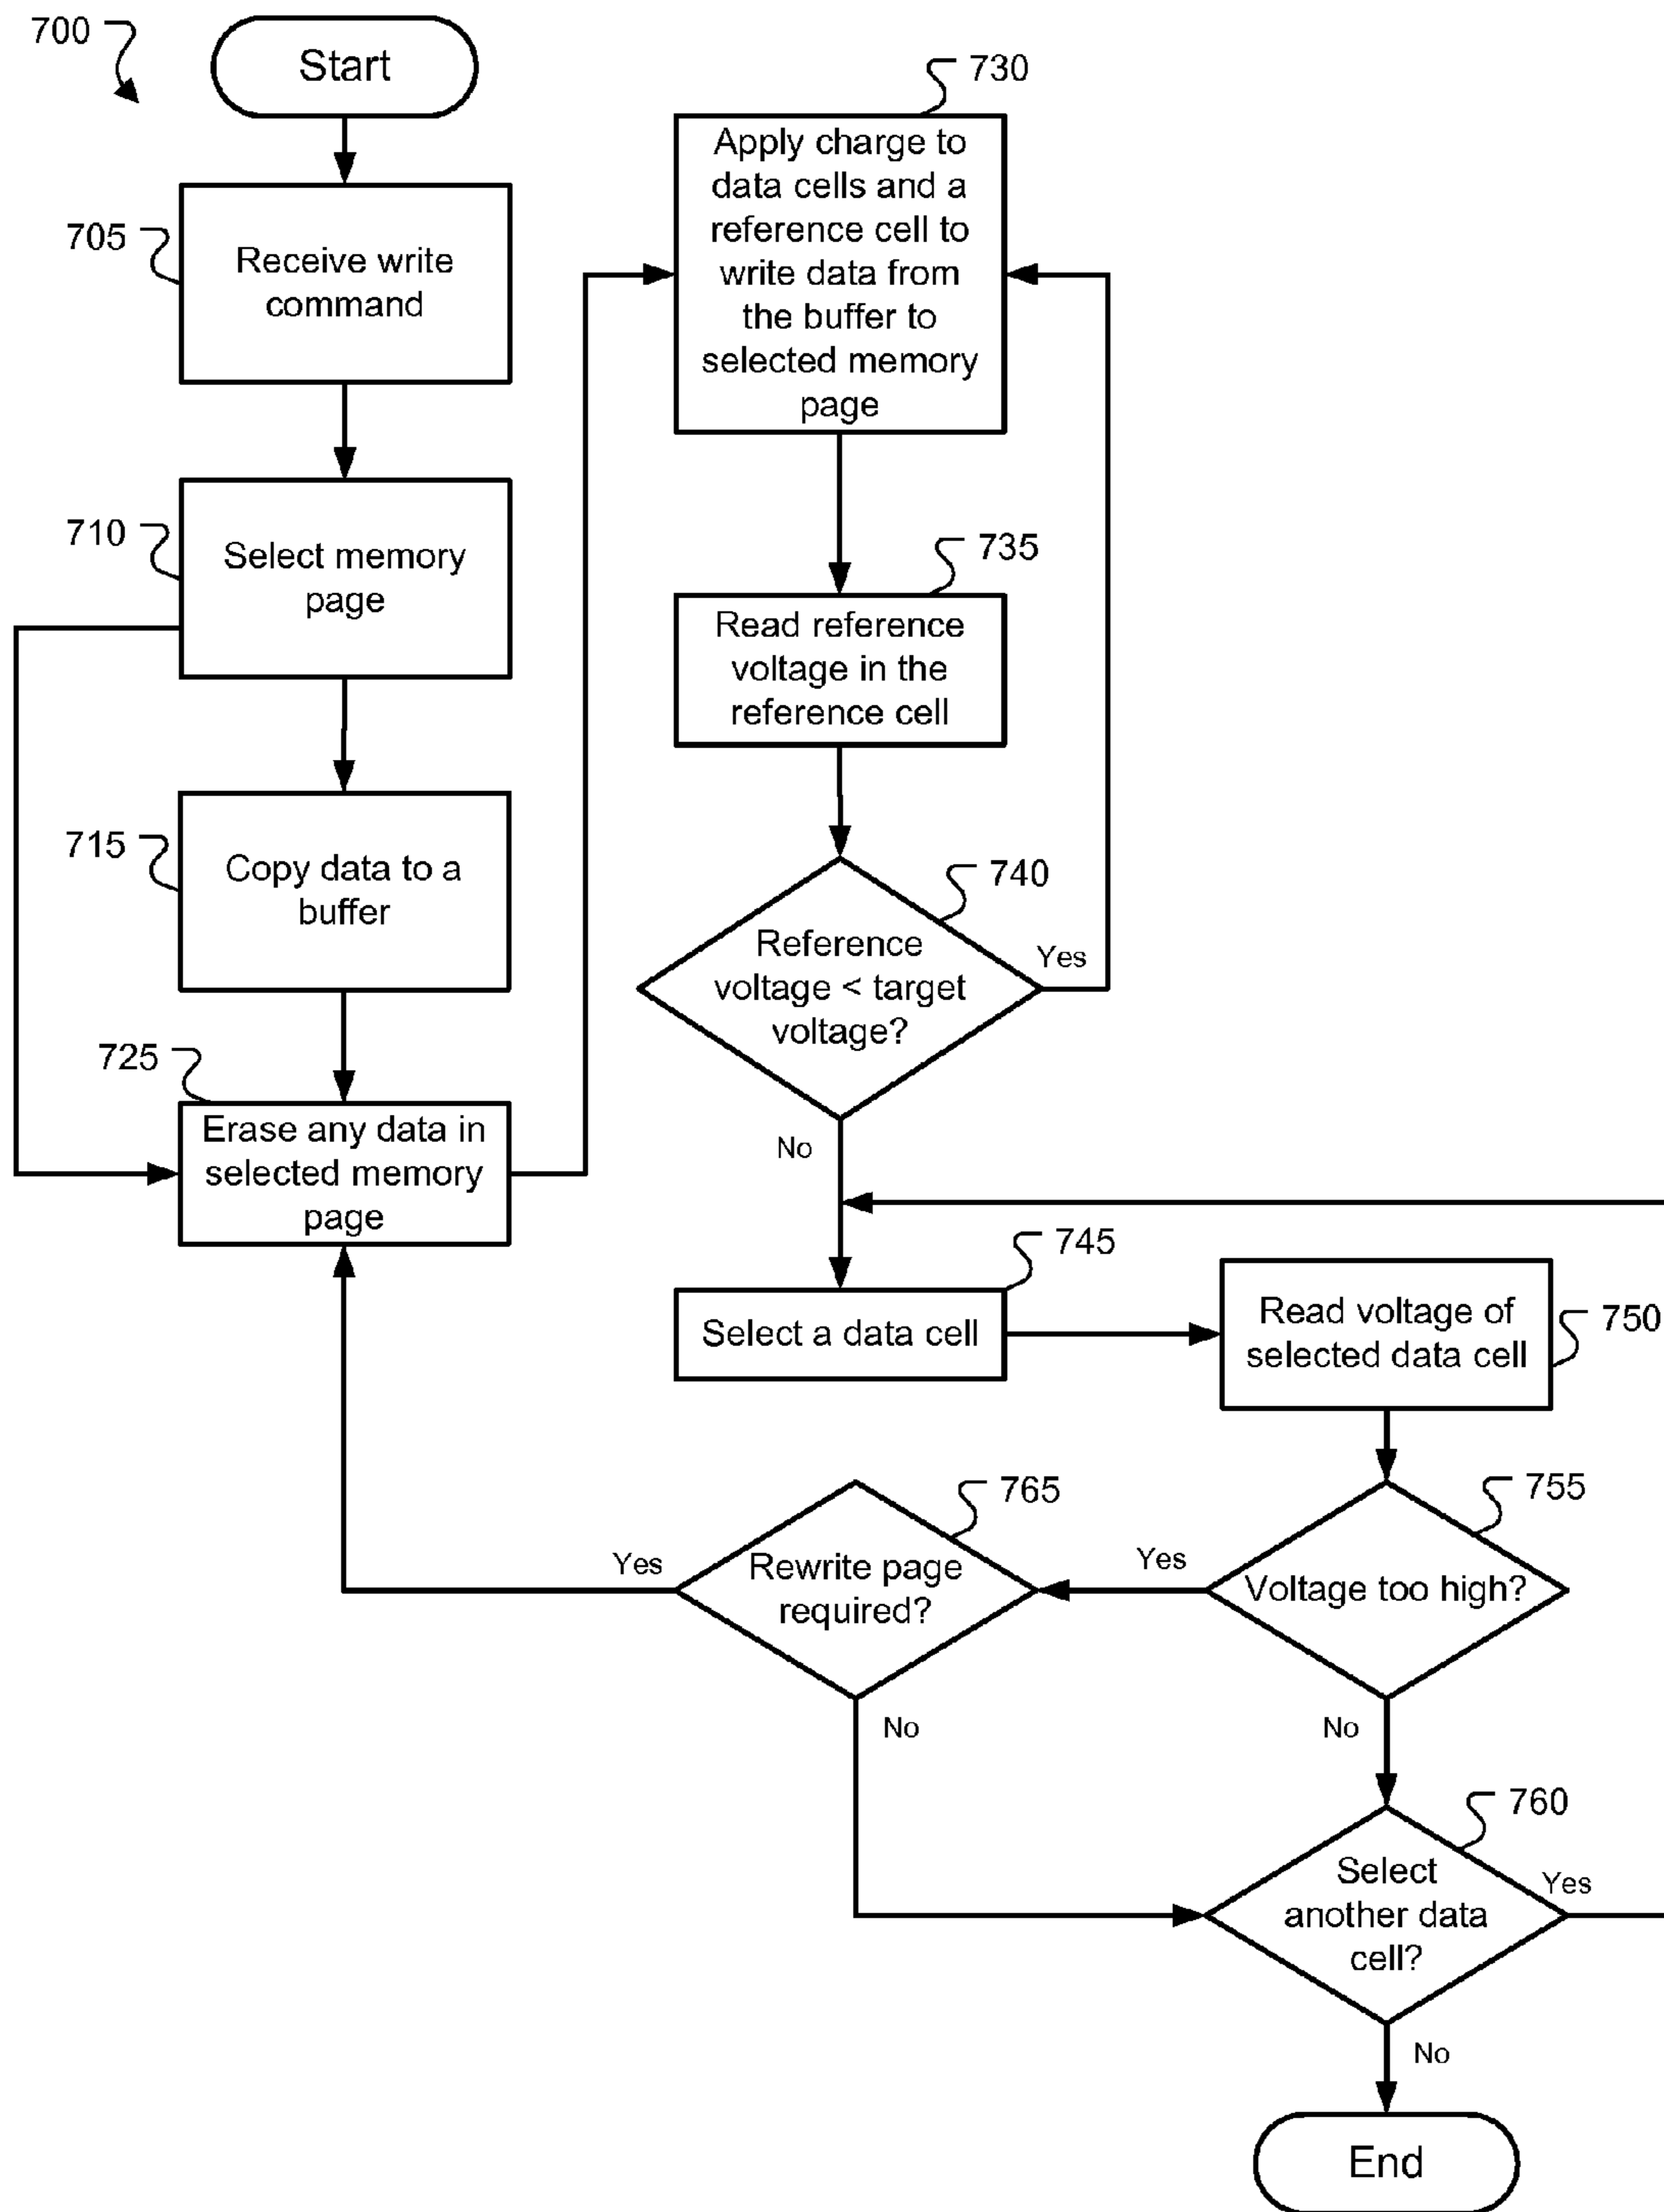 700
Start
705
Receive write
command
710
Select memory
page
715
Copy data to a
buffer
725
Erase any data in
selected memory
page
730
Apply charge to
data cells and a
reference cell to
write data from
the buffer to
selected memory
page
735
Read reference
voltage in the
reference cell
740
Reference
voltage < target
voltage?
Yes
No
745
Select a data cell
Read voltage of
selected data cell
750
755
Voltage too high?
Yes
No
765
Rewrite page
required?
Yes
No
760
Select
another data
cell?
Yes
No
End